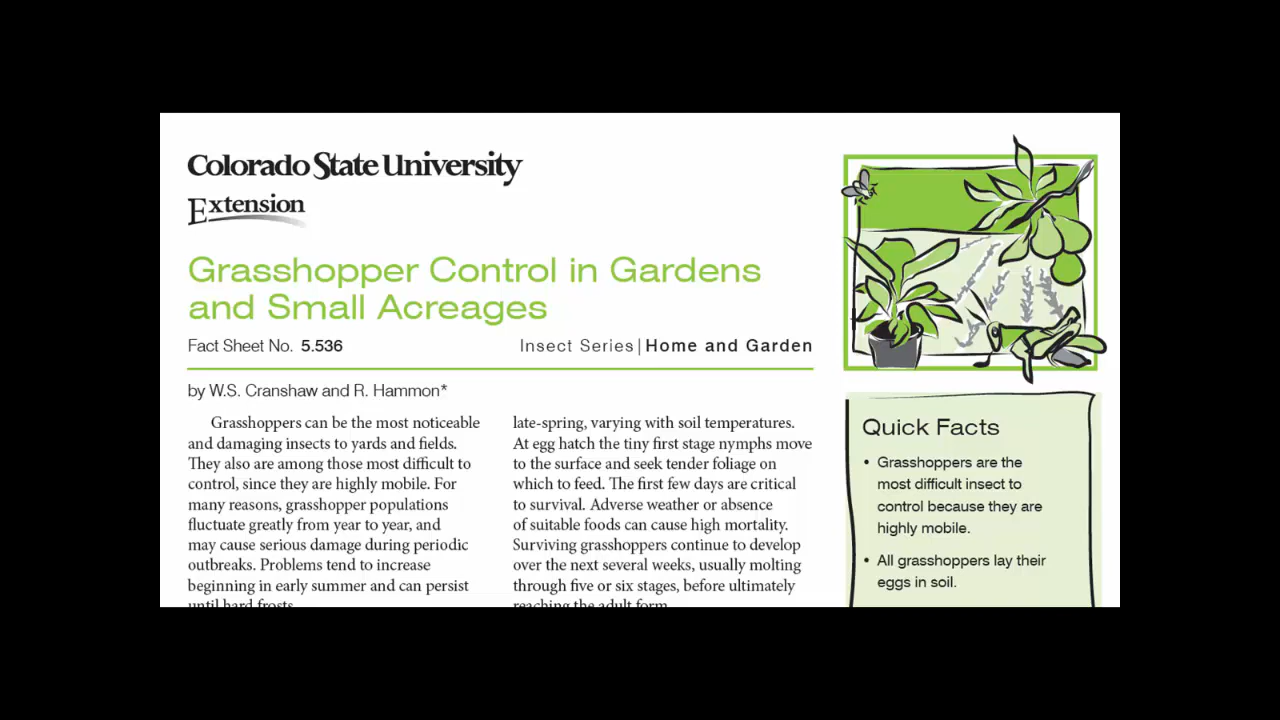 Colorado State University
Extension
Grasshopper Control in Gardens
and Small Acreages
Fact Sheet No. 5.536
Insect Series|Home and Garden
by W.S. Cranshaw and R. Hammon*
Grasshoppers can be the most noticeable
and damaging insects to yards and fields.
They also are among those most difficult to
control, since they are highly mobile. For
many reasons, grasshopper populations
fluctuate greatly from year to year, and
may cause serious damage during periodic
outbreaks. Problems tend to increase
beginning in early summer and can persist
until hard frosts.
late-spring, varying with soil temperatures.
At egg hatch the tiny first stage nymphs move
to the surface and seek tender foliage on
which to feed. The first few days are critical
to survival. Adverse weather or absence
of suitable foods can cause high mortality.
Surviving grasshoppers continue to develop
over the next several weeks, usually molting
through five or six stages, before ultimately
reaching the adult form.
Quick Facts
• Grasshoppers are the
most difficult insect to
control because they are
highly mobile.
• All grasshoppers lay their
eggs in soil.